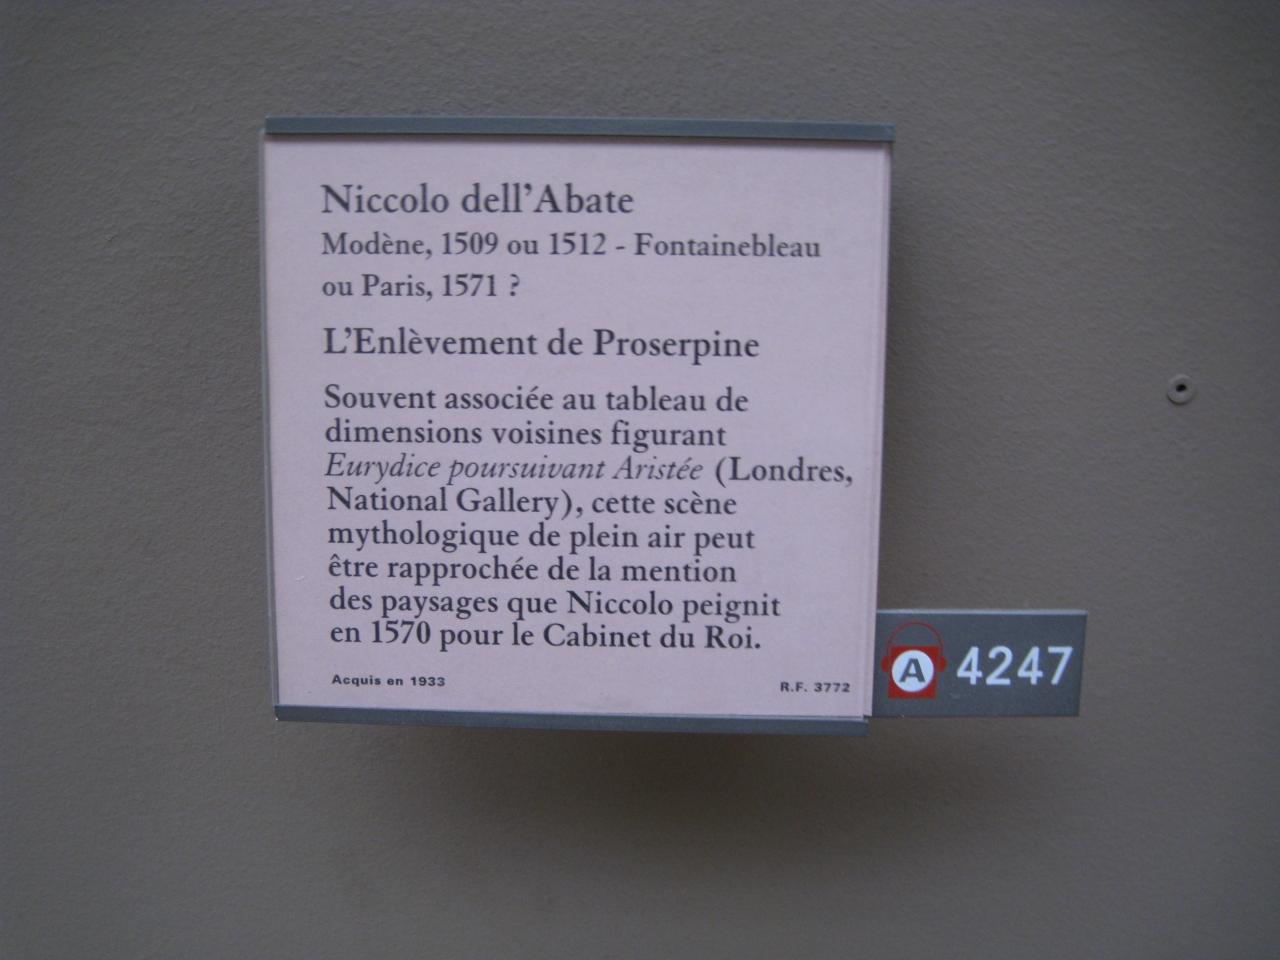 Niccolo dell'Abate
Modène, 1509 ou 1512 - Fontainebleau
ou Paris, 1571 ?
L'Enlèvement de Proserpine
Souvent associée au tableau de
dimensions voisines figurant
Eurydice poursuivant Aristée (Londres,
National Gallery), cette scène
mythologique de plein air peut
être rapprochée de la mention
des paysages que Niccolo peignit
en 1570 pour le Cabinet du Roi.
Acquis en 1933
R.F. 3772
A 4247